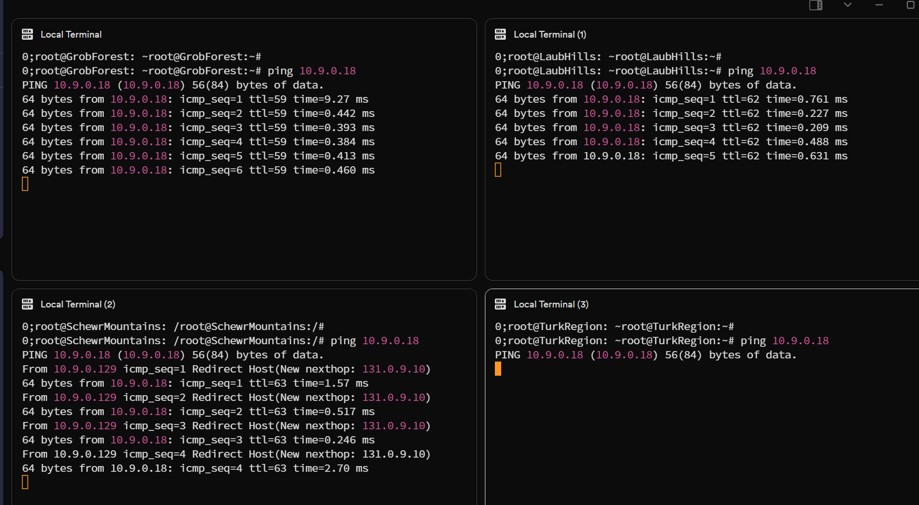 Local Terminal
0;root@GrobForest: ~root@GrobForest:~#
0;root@GrobForest: ~root@GrobForest:~# ping 10.9.0.18
PING 10.9.0.18 (10.9.0.18) 56(84) bytes of data.
64 bytes from 10.9.0.18: icmp_seq=1 ttl=59 time=9.27 ms
64 bytes from 10.9.0.18: icmp_seq=2 ttl=59 time=0.442 ms
64 bytes from 10.9.0.18: icmp_seq=3 ttl=59 time=0.393 ms
64 bytes from 10.9.0.18: icmp_seq=4 ttl=59 time=0.384 ms
64 bytes from 10.9.0.18: icmp_seq=5 ttl=59 time=0.413 ms
64 bytes from 10.9.0.18: icmp_seq=6 ttl=59 time=0.460 ms
Local Terminal (1)
0;root@LaubHills: ~root@LaubHills:~#
0;root@LaubHills: ~root@LaubHills:~# ping 10.9.0.18
PING 10.9.0.18 (10.9.0.18) 56(84) bytes of data.
64 bytes from 10.9.0.18: icmp_seq=1 ttl=62 time=0.761 ms
64 bytes from 10.9.0.18: icmp_seq=2 ttl=62 time=0.227 ms
64 bytes from 10.9.0.18: icmp_seq=3 ttl=62 time=0.209 ms
64 bytes from 10.9.0.18: icmp_seq=4 ttl=62 time=0.488 ms
64 bytes from 10.9.0.18: icmp_seq=5 ttl=62 time=0.631 ms
Local Terminal (2)
0;root@SchewrMountains: /root@SchewrMountains:/#
0;root@SchewrMountains: /root@SchewrMountains:/# ping 10.9.0.18
PING 10.9.0.18 (10.9.0.18) 56(84) bytes of data.
From 10.9.0.129 icmp_seq=1 Redirect Host(New nexthop: 131.0.9.10)
64 bytes from 10.9.0.18: icmp_seq=1 ttl=63 time=1.57 ms
From 10.9.0.129 icmp_seq=2 Redirect Host(New nexthop: 131.0.9.10)
64 bytes from 10.9.0.18: icmp_seq=2 ttl=63 time=0.517 ms
From 10.9.0.129 icmp_seq=3 Redirect Host(New nexthop: 131.0.9.10)
64 bytes from 10.9.0.18: icmp_seq=3 ttl=63 time=0.246 ms
From 10.9.0.129 icmp_seq=4 Redirect Host(New nexthop: 131.0.9.10)
64 bytes from 10.9.0.18: icmp_seq=4 ttl=63 time=2.70 ms
Local Terminal (3)
0;root@TurkRegion: ~root@TurkRegion:~#
0;root@TurkRegion: ~root@TurkRegion:~# ping 10.9.0.18
PING 10.9.0.18 (10.9.0.18) 56(84) bytes of data.